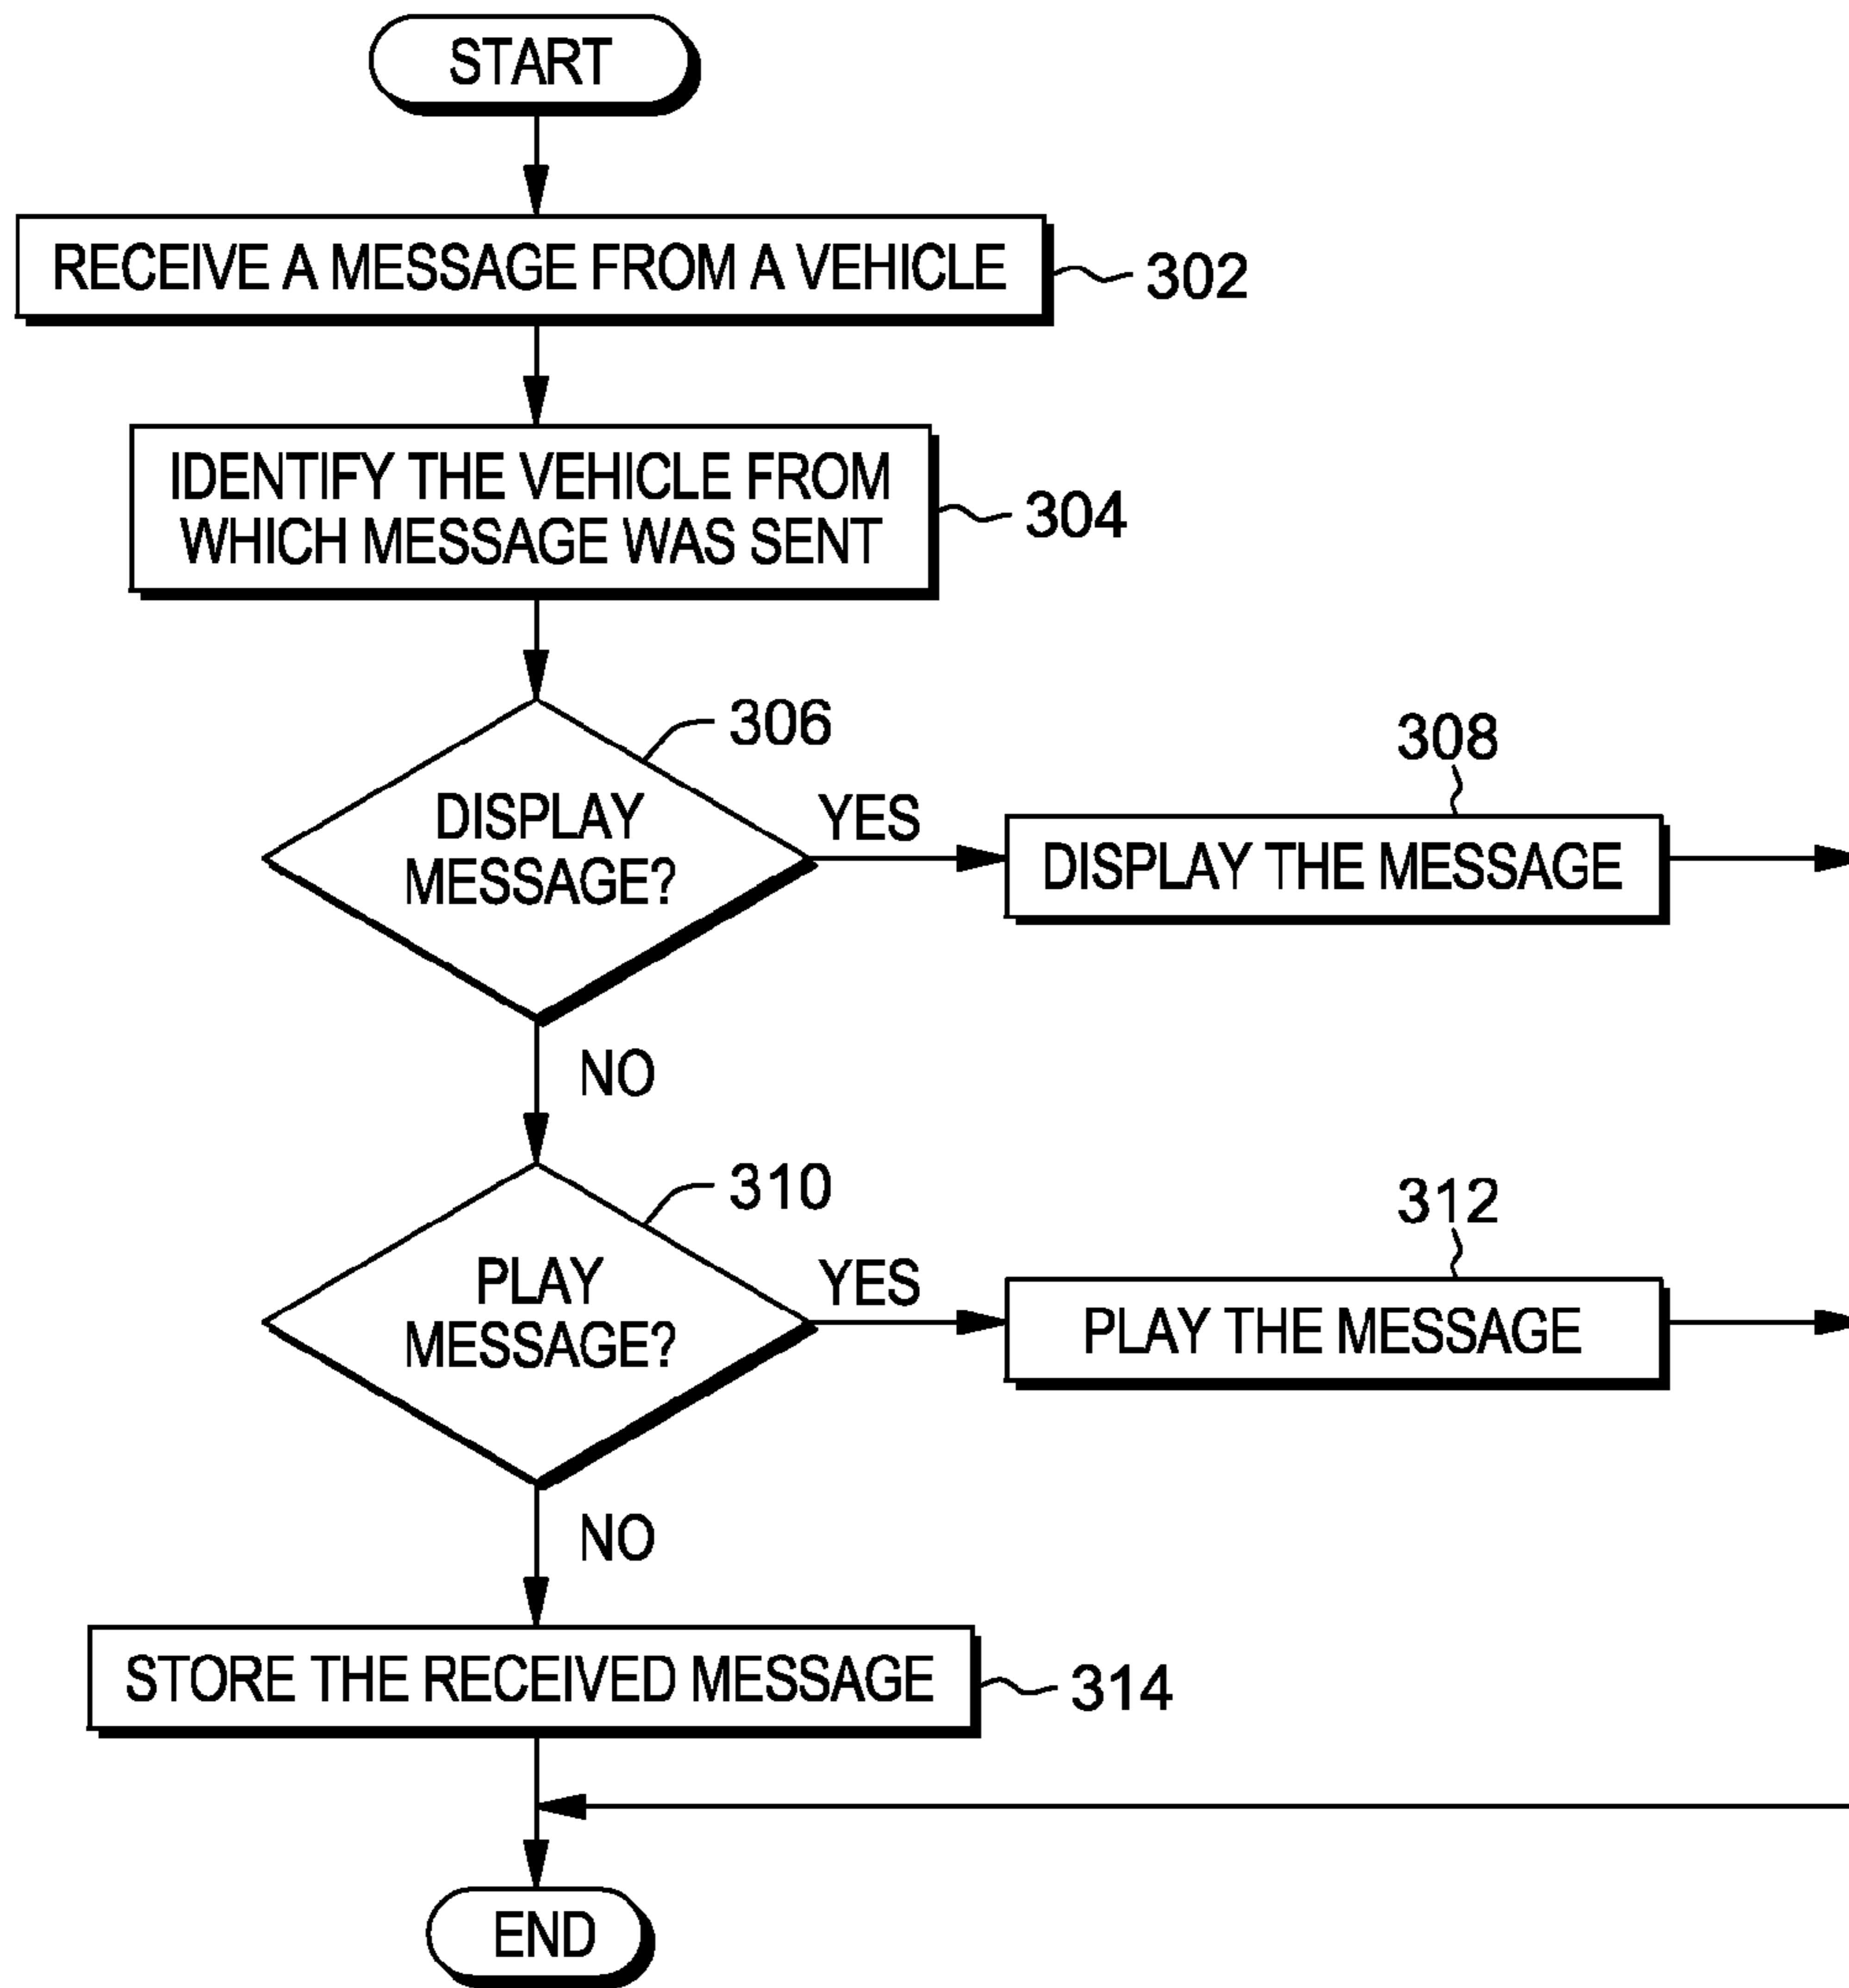 START
RECEIVE A MESSAGE FROM A VEHICLE
302
IDENTIFY THE VEHICLE FROM
WHICH MESSAGE WAS SENT
304
306
DISPLAY
MESSAGE?
YES
308
DISPLAY THE MESSAGE
NO
310
PLAY
MESSAGE?
YES
312
PLAY THE MESSAGE
NO
STORE THE RECEIVED MESSAGE
314
END